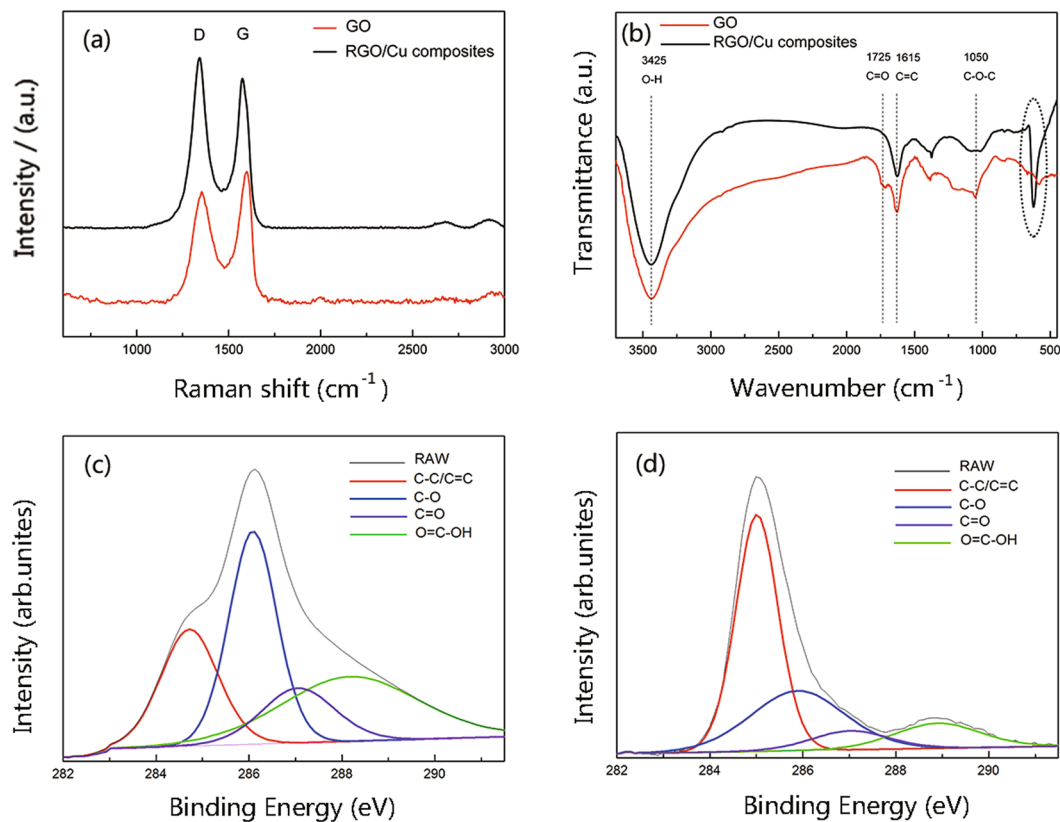 (a)
D
G
GO
RGO/Cu composites
Intensity / (a.u.)
1000
1500
2000
2500
3000
Raman shift (cm⁻¹)
(b)
GO
RGO/Cu composites
3425
1725
1615
1050
O-H
C=O
C=C
C-O-C
Transmittance (a.u.)
3500
3000
2500
2000
1500
1000
500
Wavenumber (cm⁻¹)
(c)
RAW
C-C/C=C
C-O
C=O
O=C-OH
Intensity (arb.unites)
282
284
286
288
290
Binding Energy (eV)
(d)
RAW
C-C/C=C
C-O
C=O
O=C-OH
Intensity (arb.unites)
282
284
286
288
290
Binding Energy (eV)